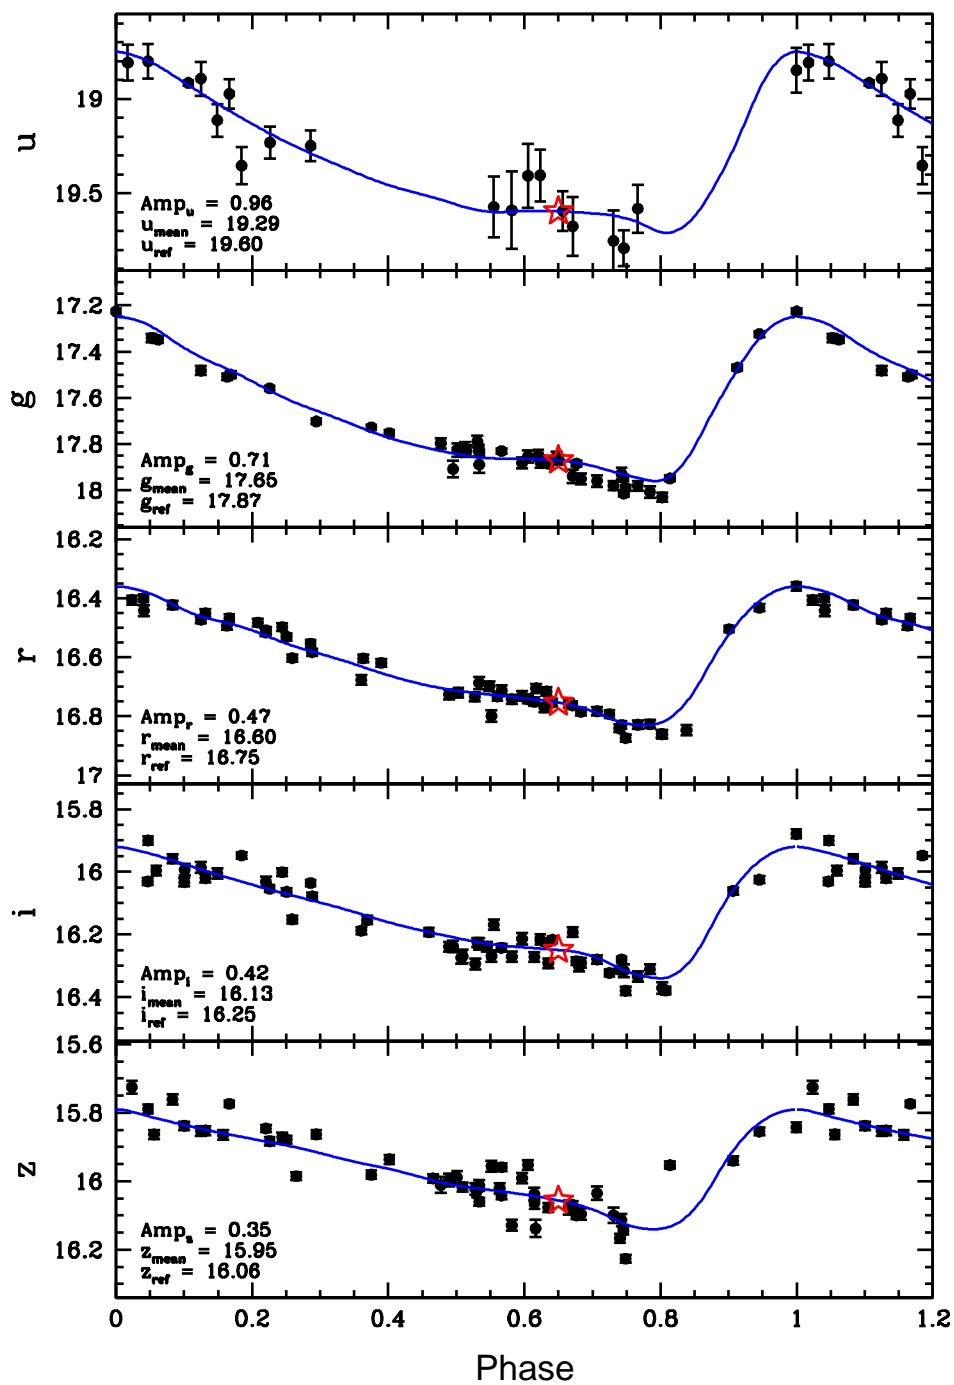 19
19.5
u
Amp_u = 0.96
u_mean = 19.29
u_ref = 19.60
17.2
17.4
17.6
17.8
18
g
Amp_g = 0.71
g_mean = 17.65
g_ref = 17.87
16.2
16.4
16.6
16.8
17
r
Amp_r = 0.47
r_mean = 16.60
r_ref = 16.75
15.8
16
16.2
16.4
i
Amp_i = 0.42
i_mean = 16.13
i_ref = 16.25
15.6
15.8
16
16.2
z
Amp_z = 0.35
z_mean = 15.95
z_ref = 16.06
0 0.2 0.4 0.6 0.8 1 1.2
Phase